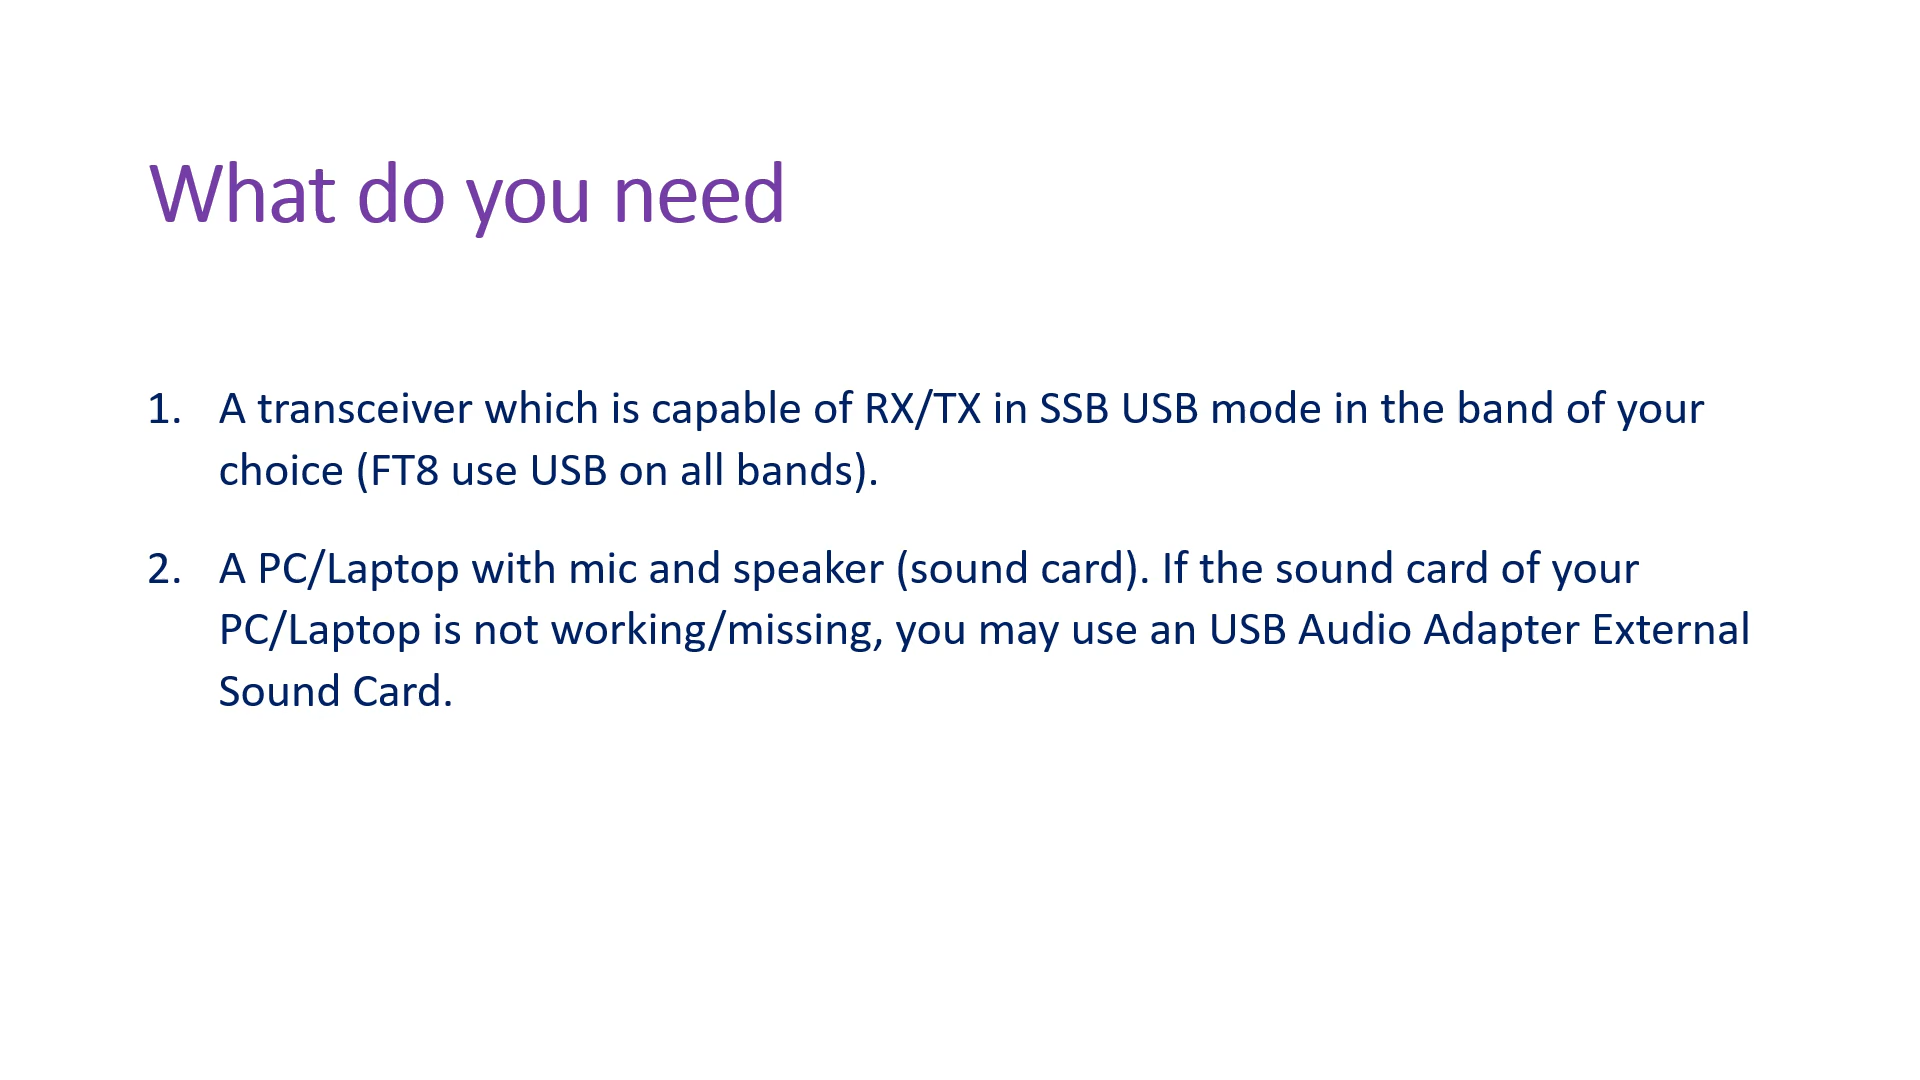 What do you need
1. A transceiver which is capable of RX/TX in SSB USB mode in the band of your
choice (FT8 use USB on all bands).
2. A PC/Laptop with mic and speaker (sound card). If the sound card of your
PC/Laptop is not working/missing, you may use an USB Audio Adapter External
Sound Card.